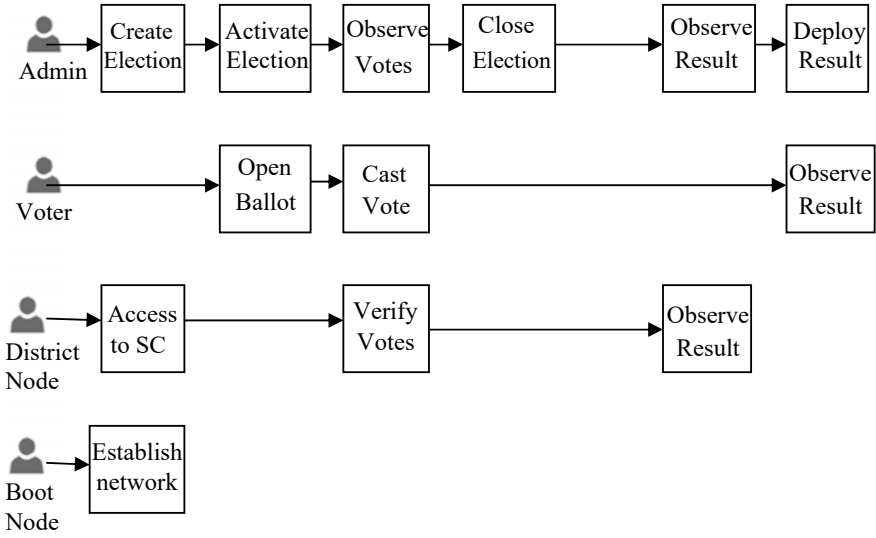 Admin
Create
Election
Activate
Election
Observe
Votes
Close
Election
Observe
Result
Deploy
Result
Voter
Open
Ballot
Cast
Vote
Observe
Result
District
Node
Access
to SC
Verify
Votes
Observe
Result
Boot
Node
Establish
network